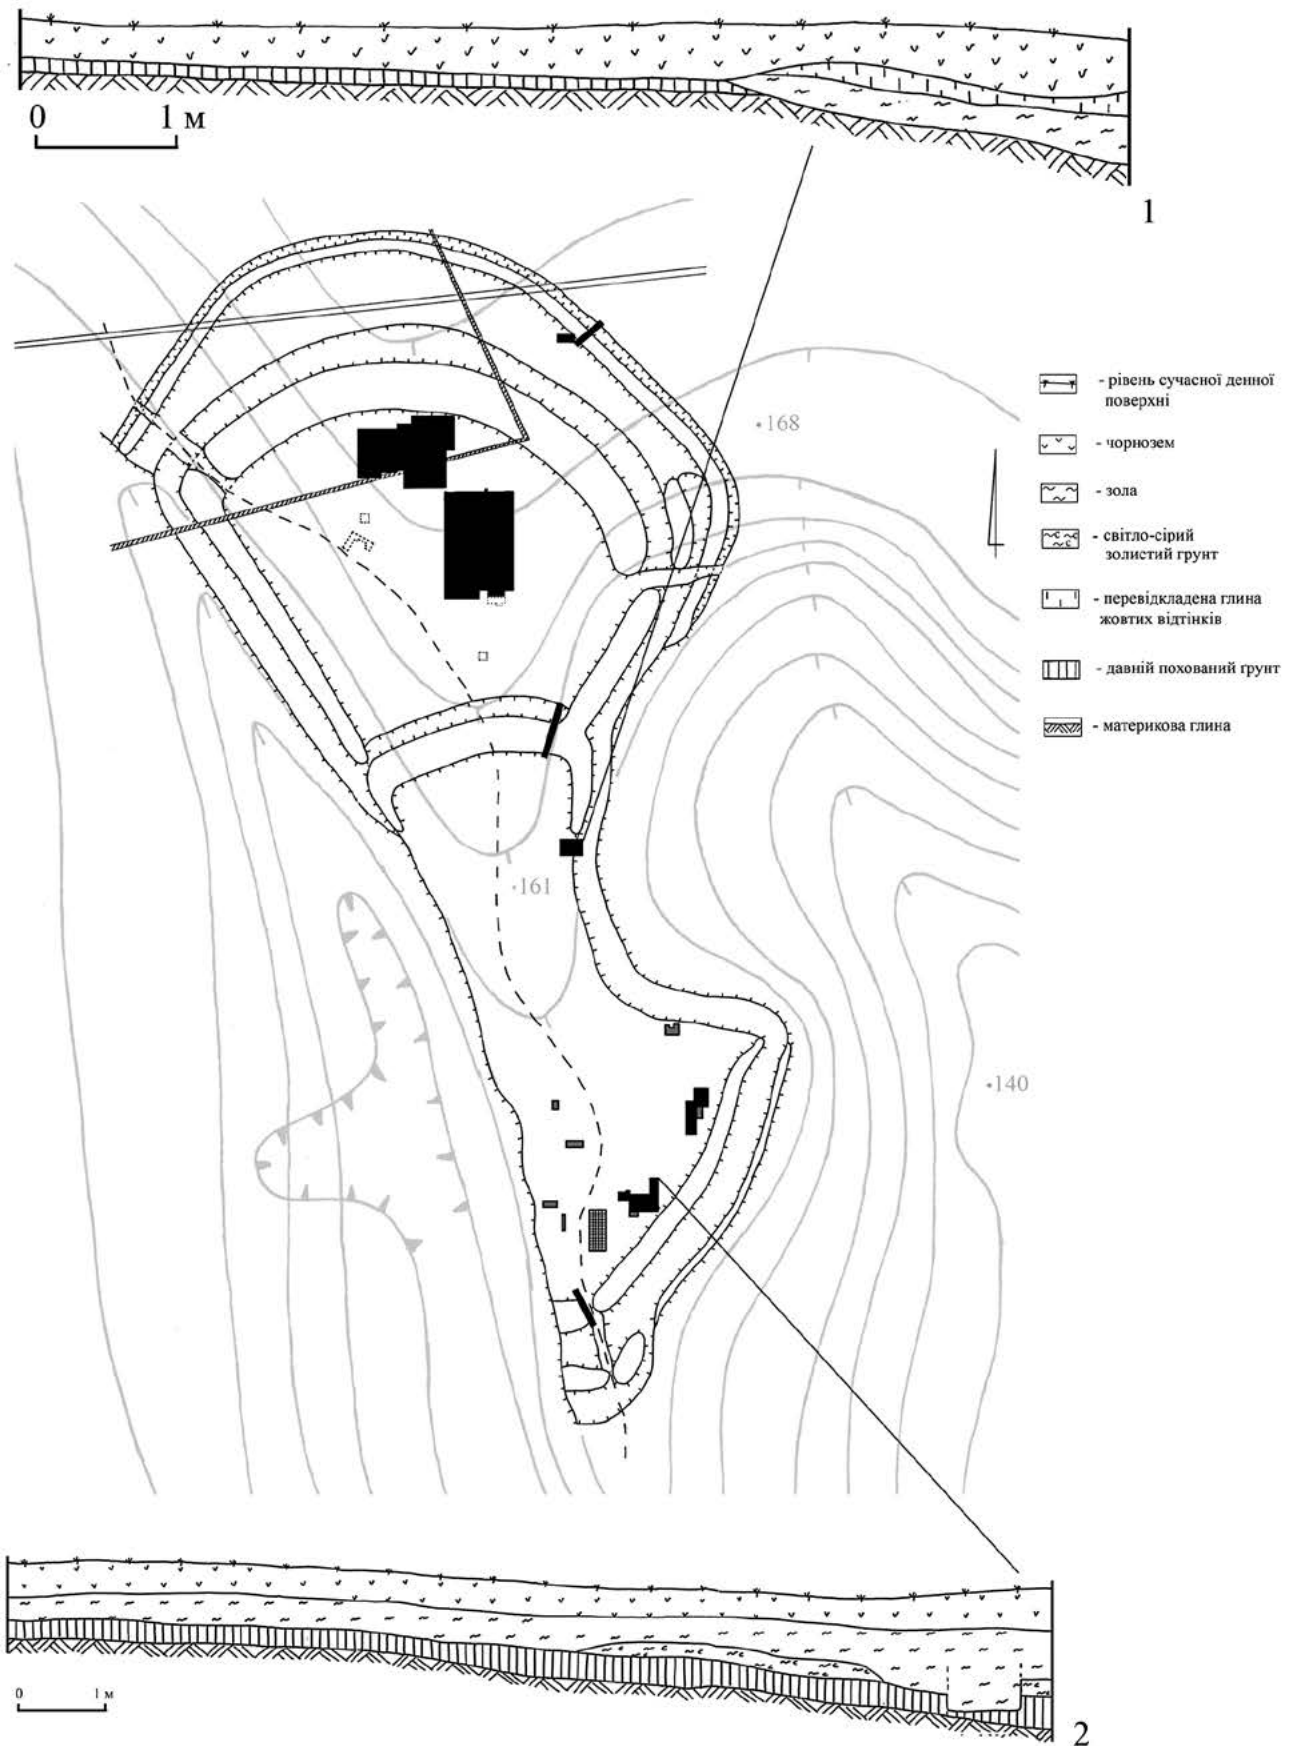 0 1 м
1
168
- рівень сучасної денної
поверхні
- чорнозем
- зола
- світло-сірий
золистий грунт
- перевідкладена глина
жовтих відтінків
- давній похований ґрунт
- материкова глина
161
140
0 1 м
2